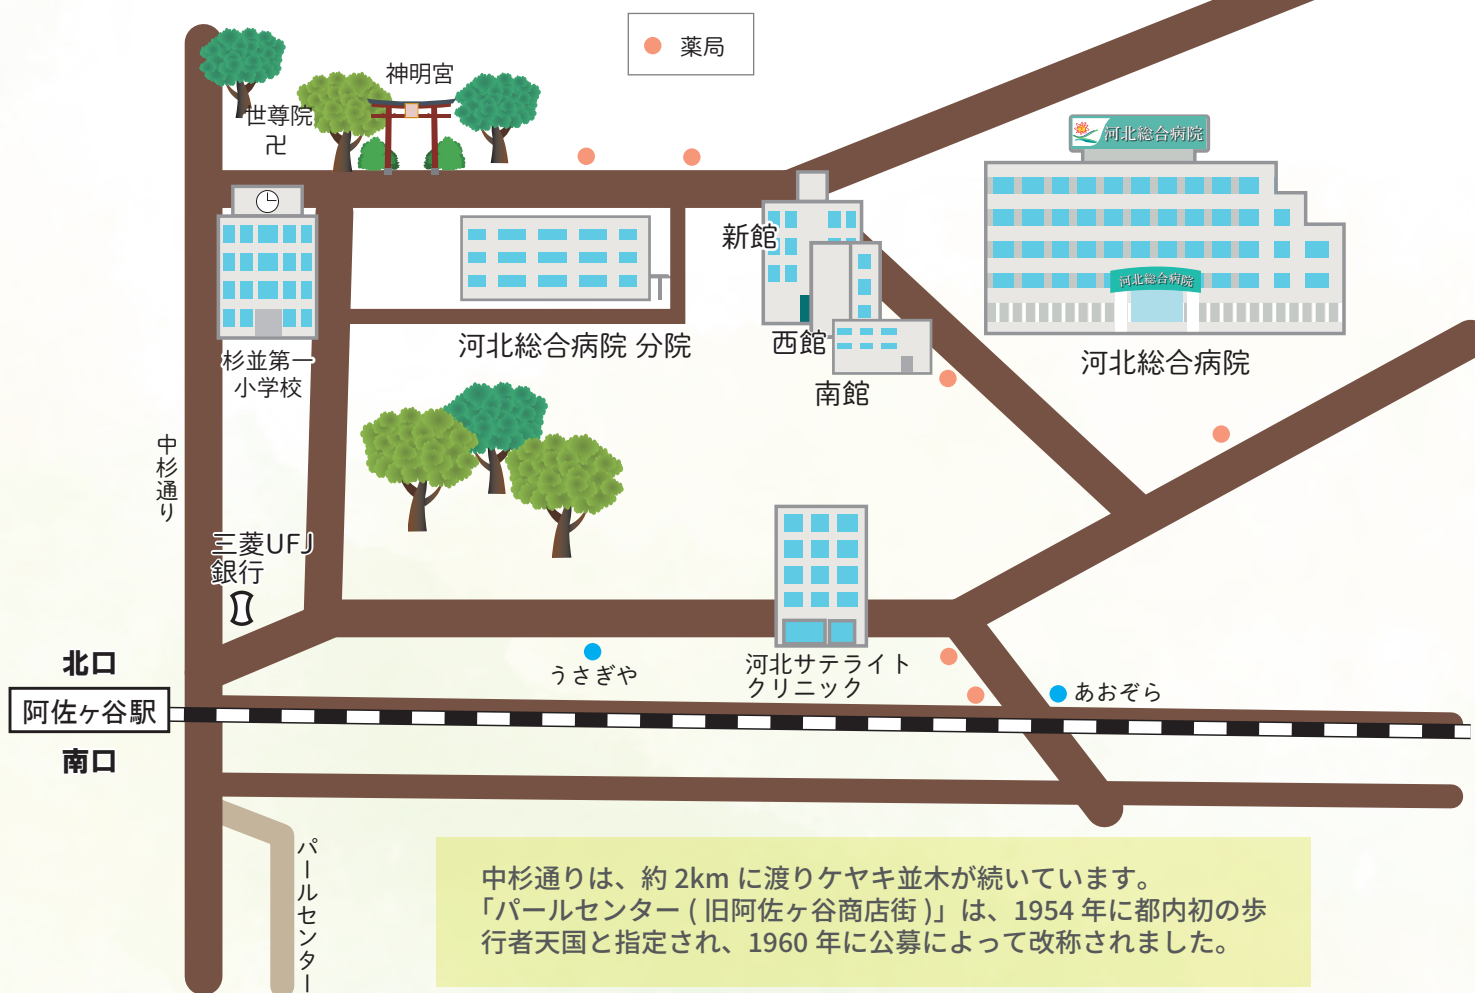 薬局
神明宮
世尊院
卍
河北総合病院
河北総合病院
新館
西館
南館
河北総合病院
河北総合病院 分院
杉並第一
小学校
中杉通り
三菱UFJ
銀行
北口
阿佐ヶ谷駅
南口
うさぎや
河北サテライト
クリニック
あおぞら
パールセンター
中杉通りは、約 2km に渡りケヤキ並木が続いています。
「パールセンター ( 旧阿佐ヶ谷商店街 )」は、1954 年に都内初の歩
行者天国と指定され、1960 年に公募によって改称されました。